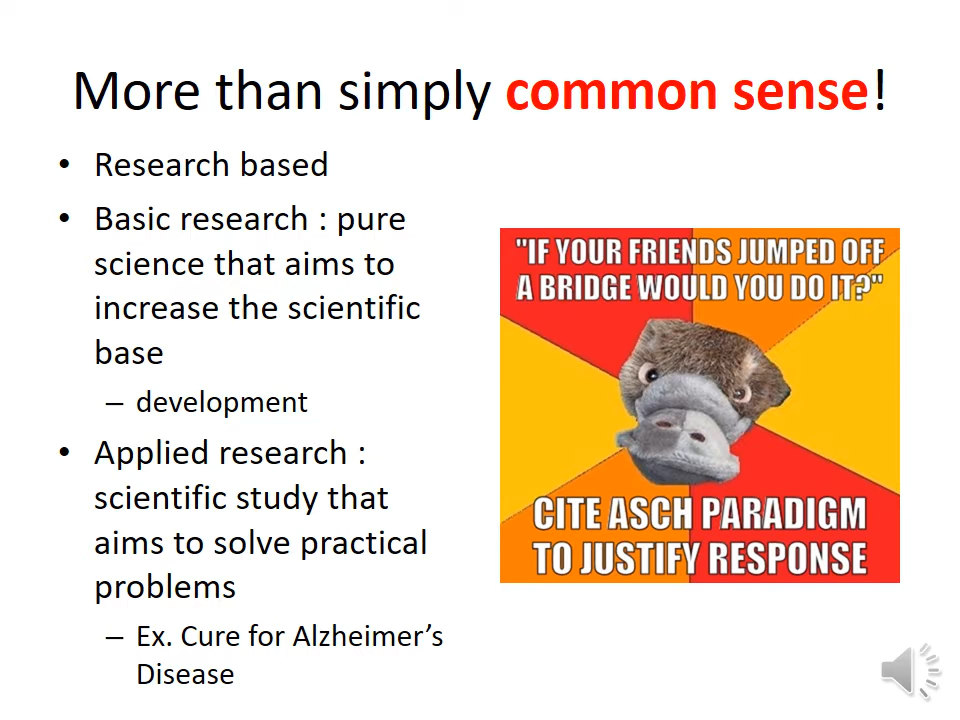 More than simply common sense!
• Research based
• Basic research : pure
science that aims to
increase the scientific
base
– development
• Applied research :
scientific study that
aims to solve practical
problems
– Ex. Cure for Alzheimer’s
Disease
"IF YOUR FRIENDS JUMPED OFF
A BRIDGE WOULD YOU DO IT?"
CITE ASCH PARADIGM
TO JUSTIFY RESPONSE